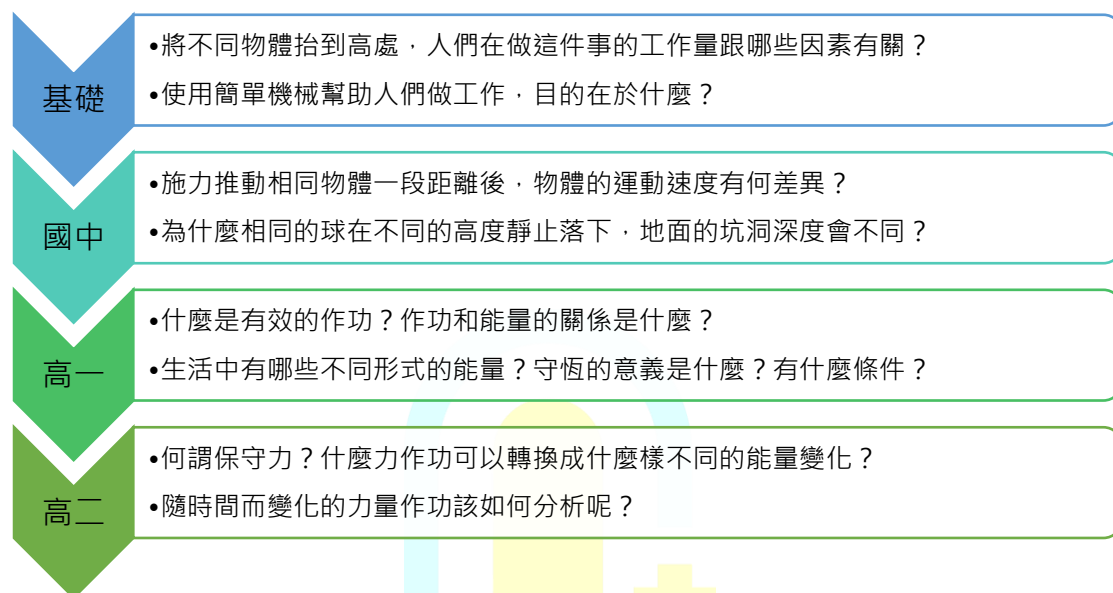 基礎
•將不同物體抬到高處，人們在做這件事的工作量跟哪些因素有關？
•使用簡單機械幫助人們做工作，目的在於什麼？
國中
•施力推動相同物體一段距離後，物體的運動速度有何差異？
•為什麼相同的球在不同的高度靜止落下，地面的坑洞深度會不同？
高一
•什麼是有效的作功？作功和能量的關係是什麼？
•生活中有哪些不同形式的能量？守恆的意義是什麼？有什麼條件？
高二
•何謂保守力？什麼力作功可以轉換成什麼樣不同的能量變化？
•隨時間而變化的力量作功該如何分析呢？